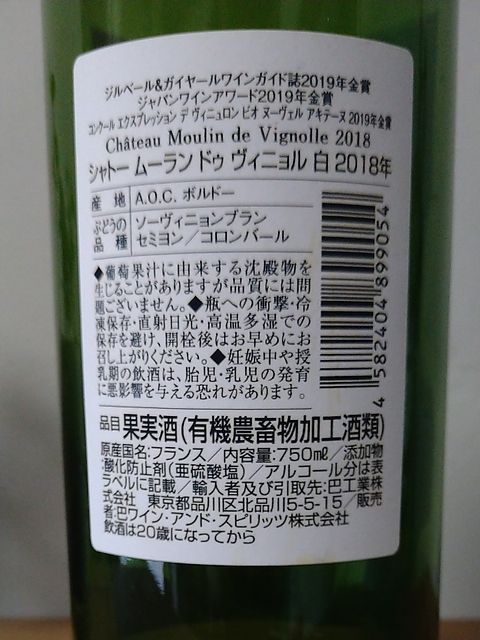 ジルベール&ガイヤールワインガイド誌2019年金賞
ジャパンワインアワード2019年金賞
コンクール エクスプレッション デ ヴィニュロン ビオ ヌーヴェル アキテーヌ 2019年金賞
Château Moulin de Vignolle 2018
シャトー ムーラン ドゥ ヴィニョル 白 2018年
産地 A.O.C. ボルドー
ぶどうの品種 ソーヴィニョンブラン
セミヨン/コロンバール
◆葡萄果汁に由来する沈殿物を
生じることがありますが品質には問
題ございません。◆瓶への衝撃・冷
凍保存・直射日光・高温多湿での
保存を避け、開栓後はお早めにお
召し上がりください。◆妊娠中や授
乳期の飲酒は、胎児・乳児の発育
に悪影響を与える恐れがあります。
4 582404 899054
品目 果実酒(有機農畜物加工酒類)
原産国名:フランス/内容量:750mℓ/添加物
:酸化防止剤(亜硫酸塩)/アルコール分は表
ラベルに記載/輸入者及び引取先:巴工業株
式会社 東京都品川区北品川5-5-15/販売
者:巴ワイン・アンド・スピリッツ株式会社
飲酒は20歳になってから